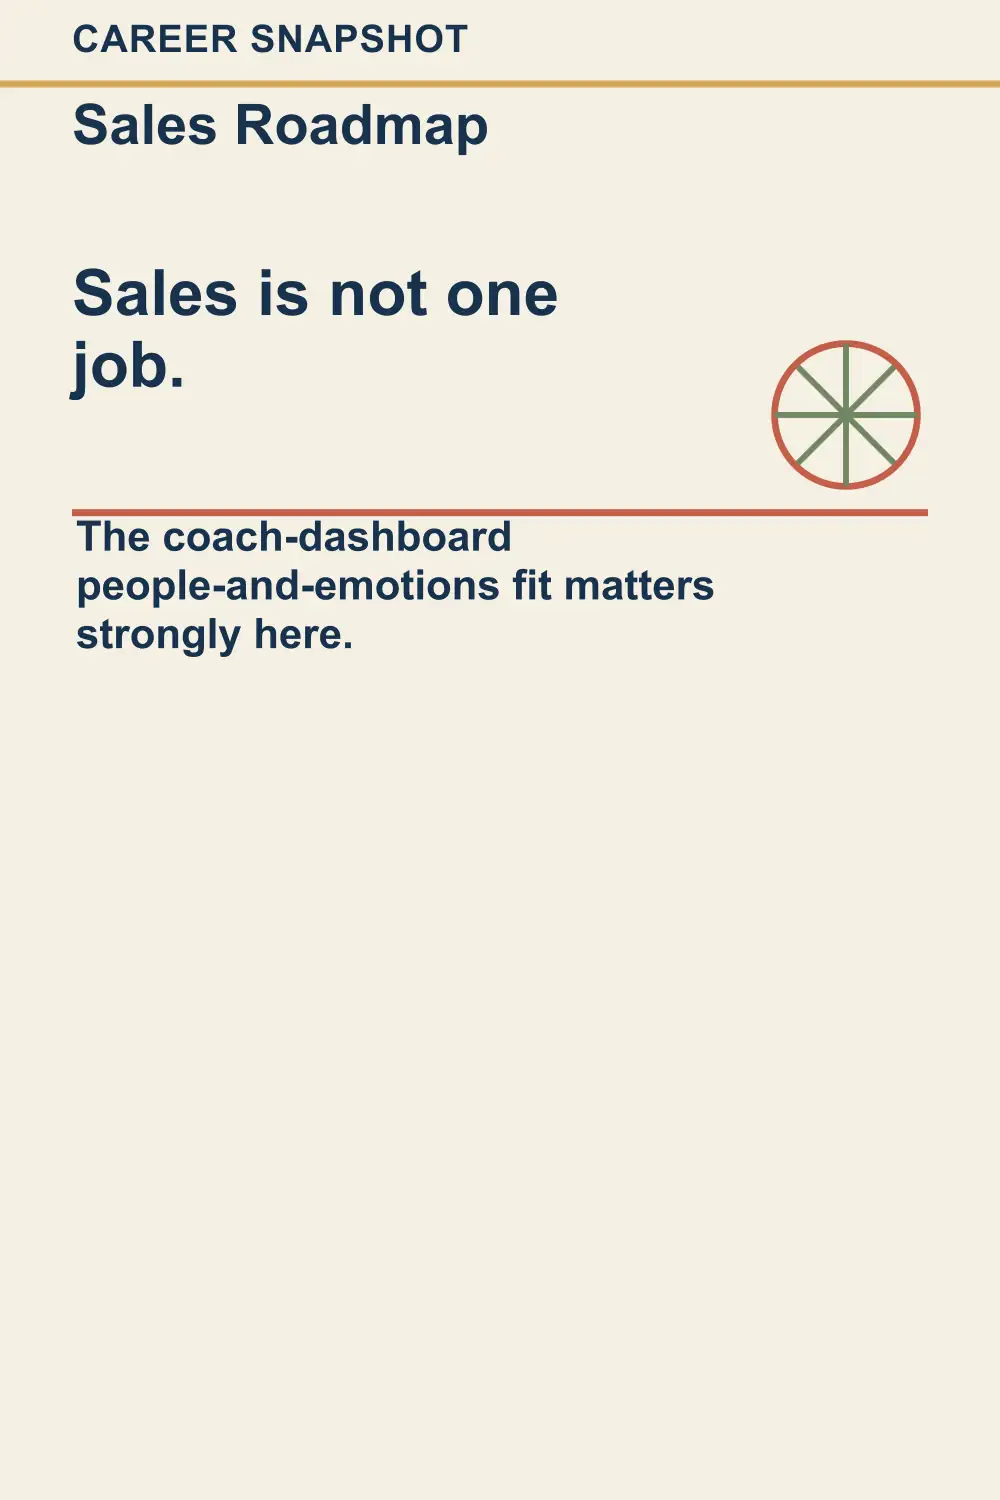 CAREER SNAPSHOT
Sales Roadmap
Sales is not one
job.
The coach-dashboard
people-and-emotions fit matters
strongly here.